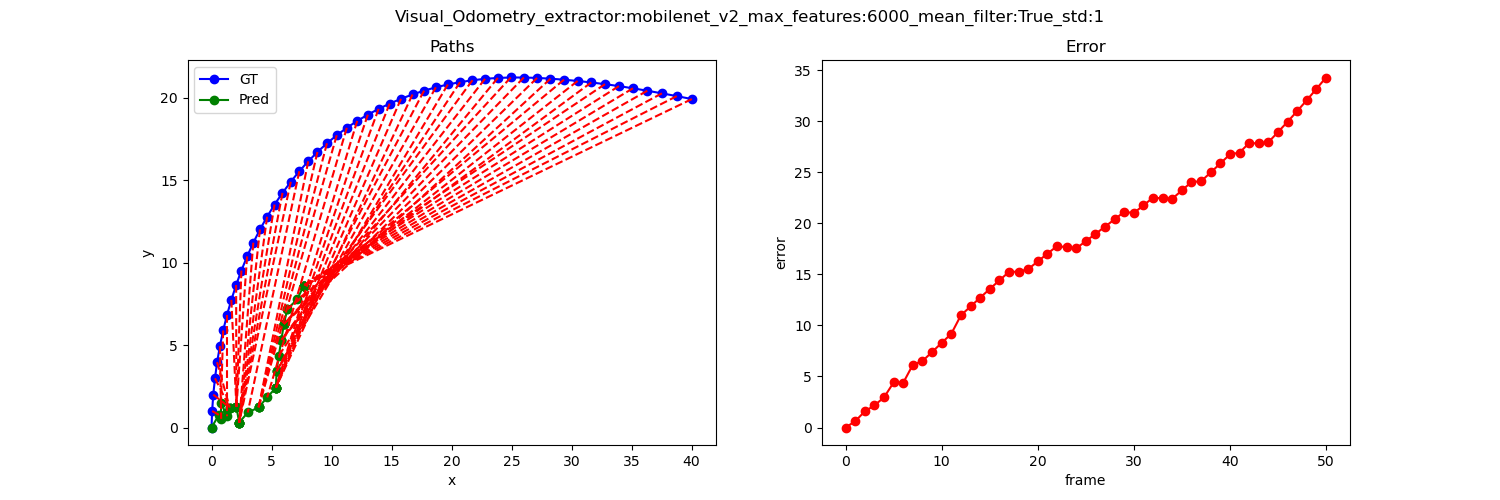 Visual_Odometry_extractor:mobilenet_v2_max_features:6000_mean_filter:True_std:1
Paths
GT
Pred
20
15
10
5
0
y
0 5 10 15 20 25 30 35 40
x
Error
35
30
25
20
15
10
5
0
error
0 10 20 30 40 50
frame